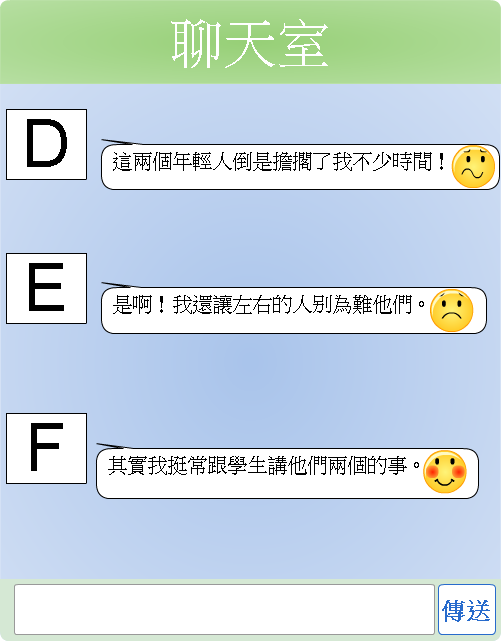 聊天室
D
這兩個年輕人倒是擔擱了我不少時間！
E
是啊！我還讓左右的人別為難他們。
F
其實我挺常跟學生講他們兩個的事。
傳送